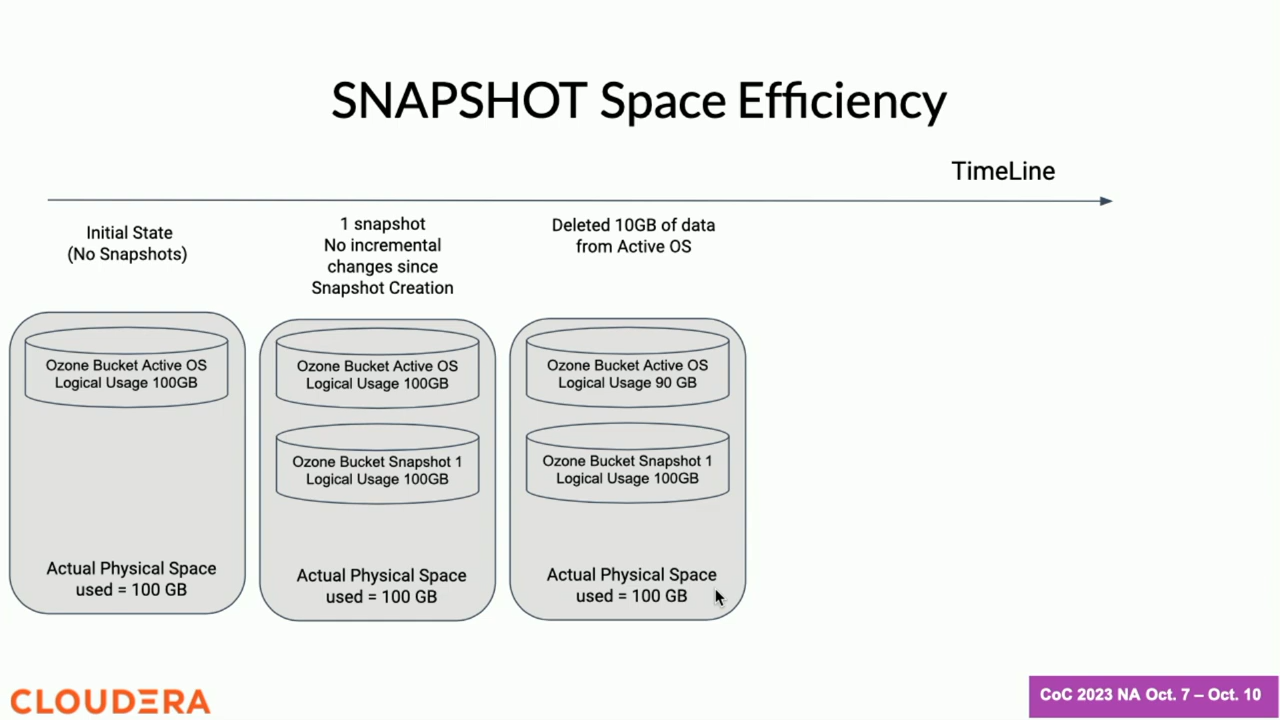 SNAPSHOT Space Efficiency
TimeLine
Initial State
(No Snapshots)
1 snapshot
No incremental
changes since
Snapshot Creation
Deleted 10GB of data
from Active OS
Ozone Bucket Active OS
Logical Usage 100GB
Actual Physical Space
used = 100 GB
Ozone Bucket Active OS
Logical Usage 100GB
Ozone Bucket Snapshot 1
Logical Usage 100GB
Actual Physical Space
used = 100 GB
Ozone Bucket Active OS
Logical Usage 90 GB
Ozone Bucket Snapshot 1
Logical Usage 100GB
Actual Physical Space
used = 100 GB
CLOUDERA
CoC 2023 NA Oct. 7 – Oct. 10